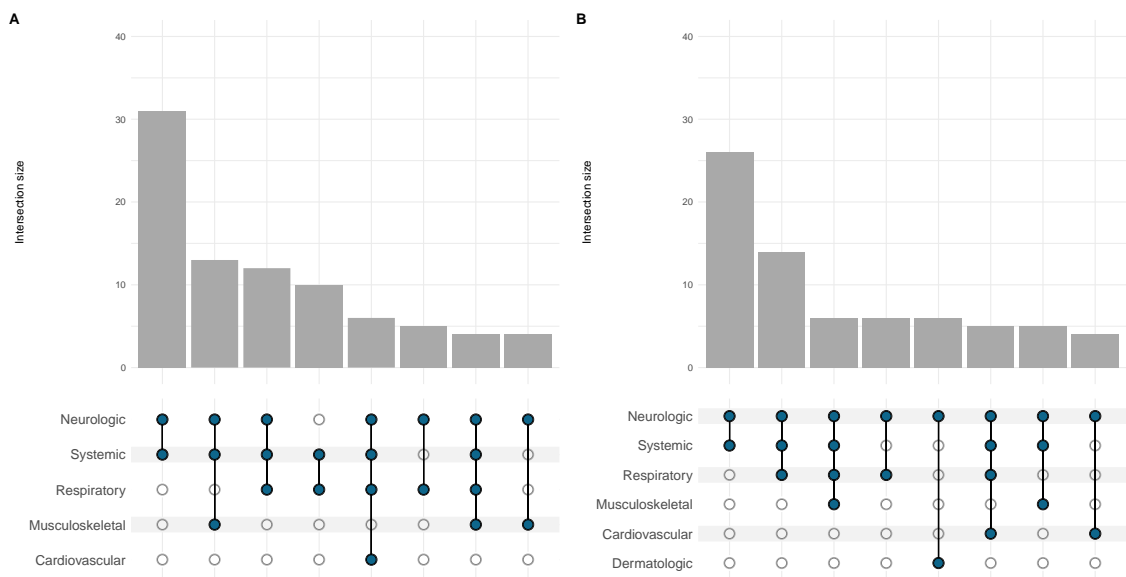 A
Intersection size
40
30
20
10
0
Neurologic
Systemic
Respiratory
Musculoskeletal
Cardiovascular
B
Intersection size
40
30
20
10
0
Neurologic
Systemic
Respiratory
Musculoskeletal
Cardiovascular
Dermatologic